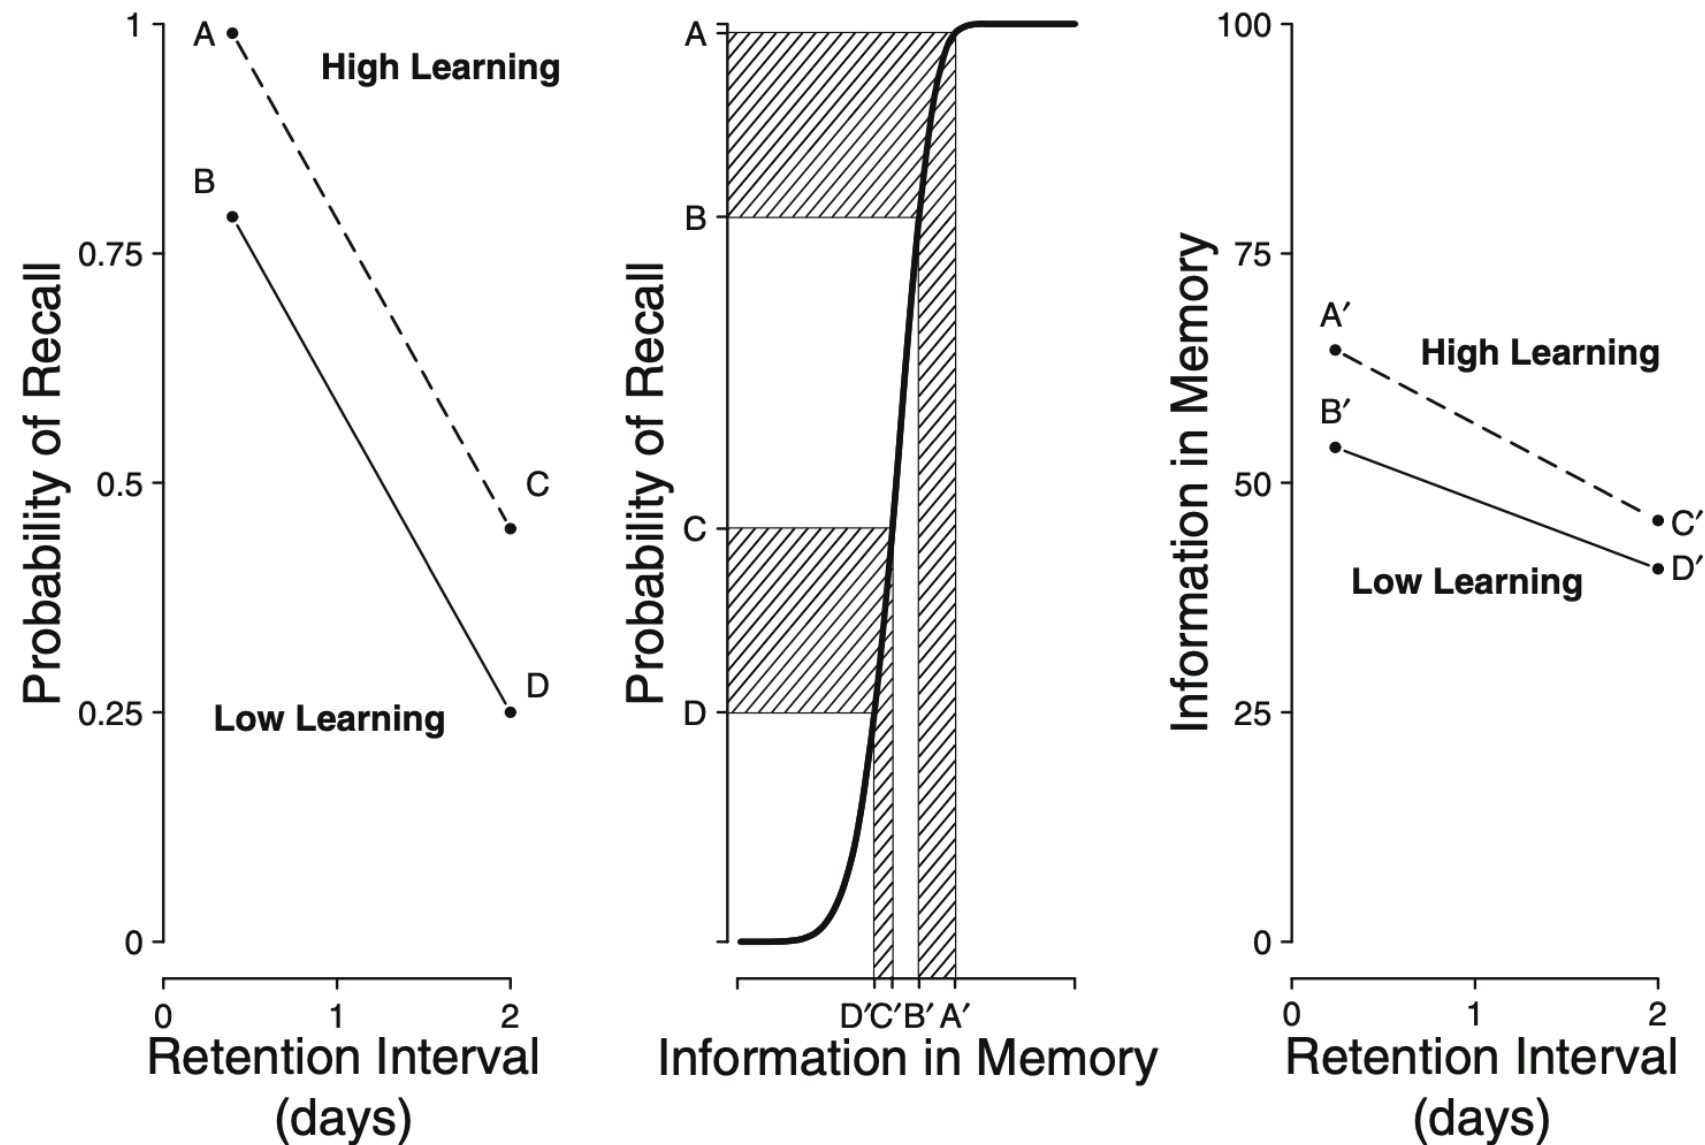 1
0.75
0.5
0.25
0
Probability of Recall
A
High Learning
B
C
D
Low Learning
0
1
2
Retention Interval
(days)
Probability of Recall
A
B
C
D
D′C′B′ A′
Information in Memory
100
75
50
25
0
Information in Memory
A′
High Learning
B′
C′
D′
Low Learning
0
1
2
Retention Interval
(days)